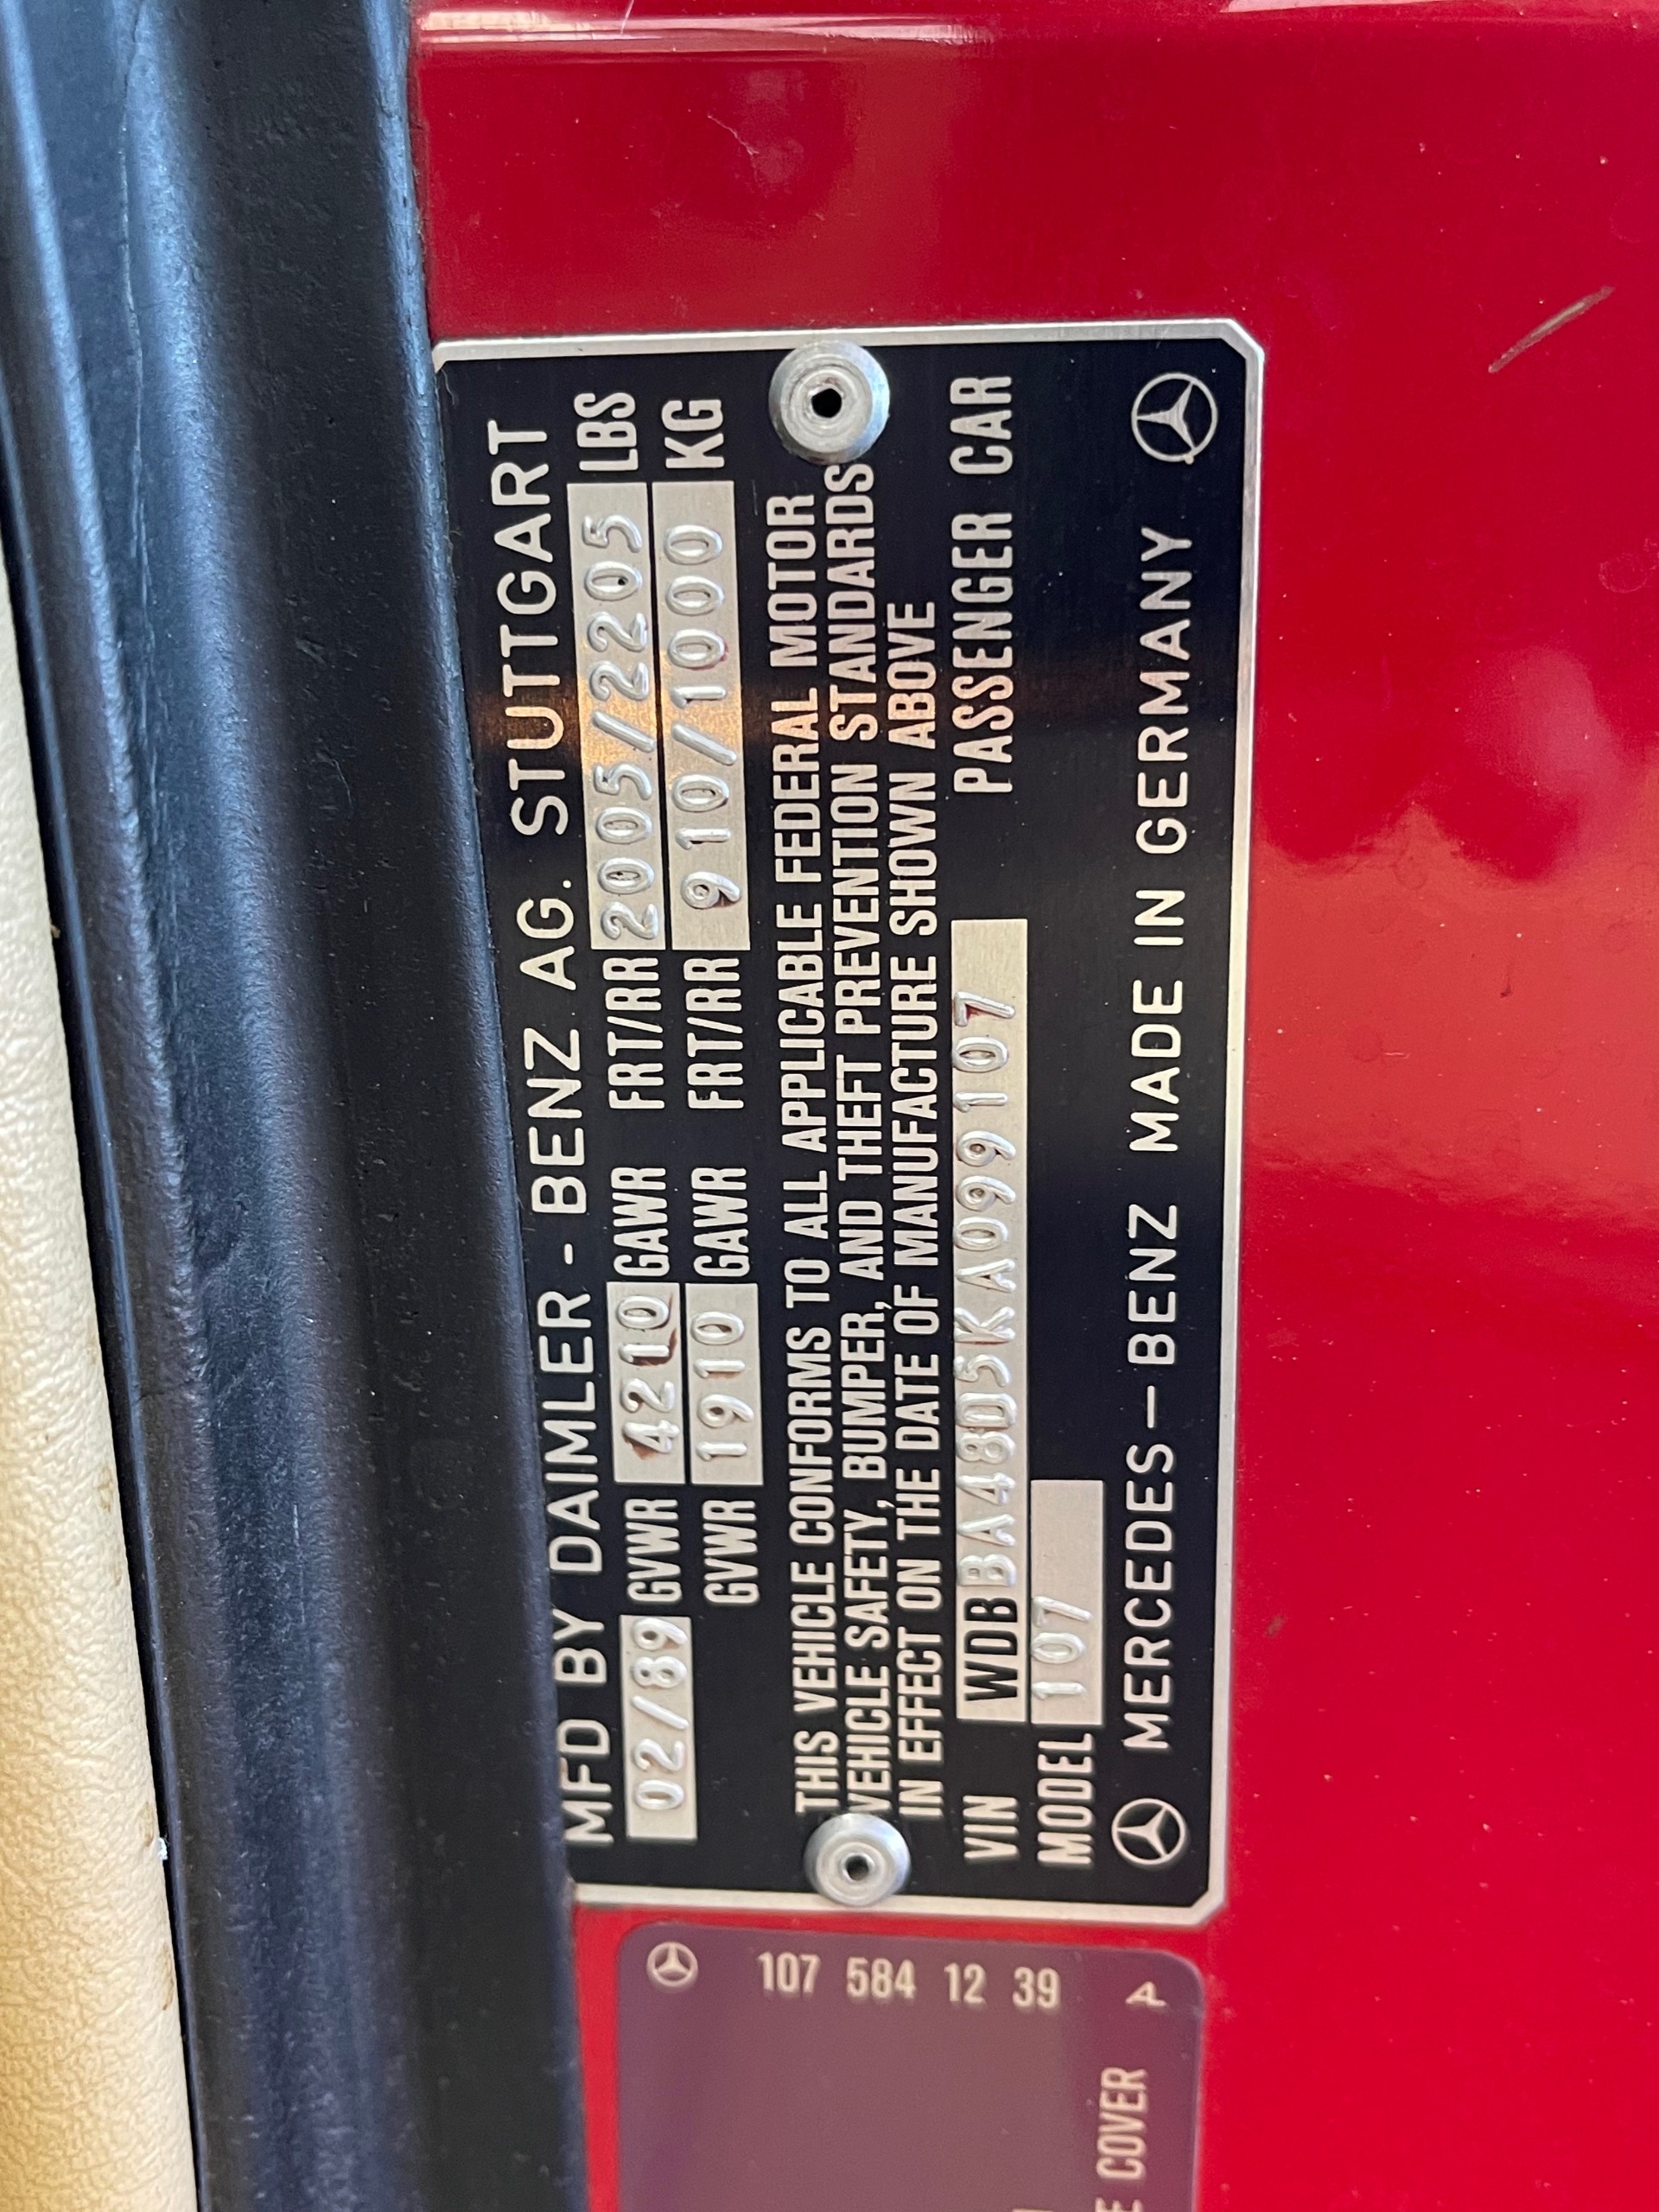 MFD BY DAIMLER - BENZ AG. STUTTGART
02/89 GVWR 4210 GAWR FRT/RR 2005/2205 LBS
GVWR 1910 GAWR FRT/RR 910/1000 KG
THIS VEHICLE CONFORMS TO ALL APPLICABLE FEDERAL MOTOR
VEHICLE SAFETY, BUMPER, AND THEFT PREVENTION STANDARDS
IN EFFECT ON THE DATE OF MANUFACTURE SHOWN ABOVE
VIN WDBBA48D5KA099107 PASSENGER CAR
MODEL 107
MERCEDES-BENZ MADE IN GERMANY
107 584 12 39 A
COVER